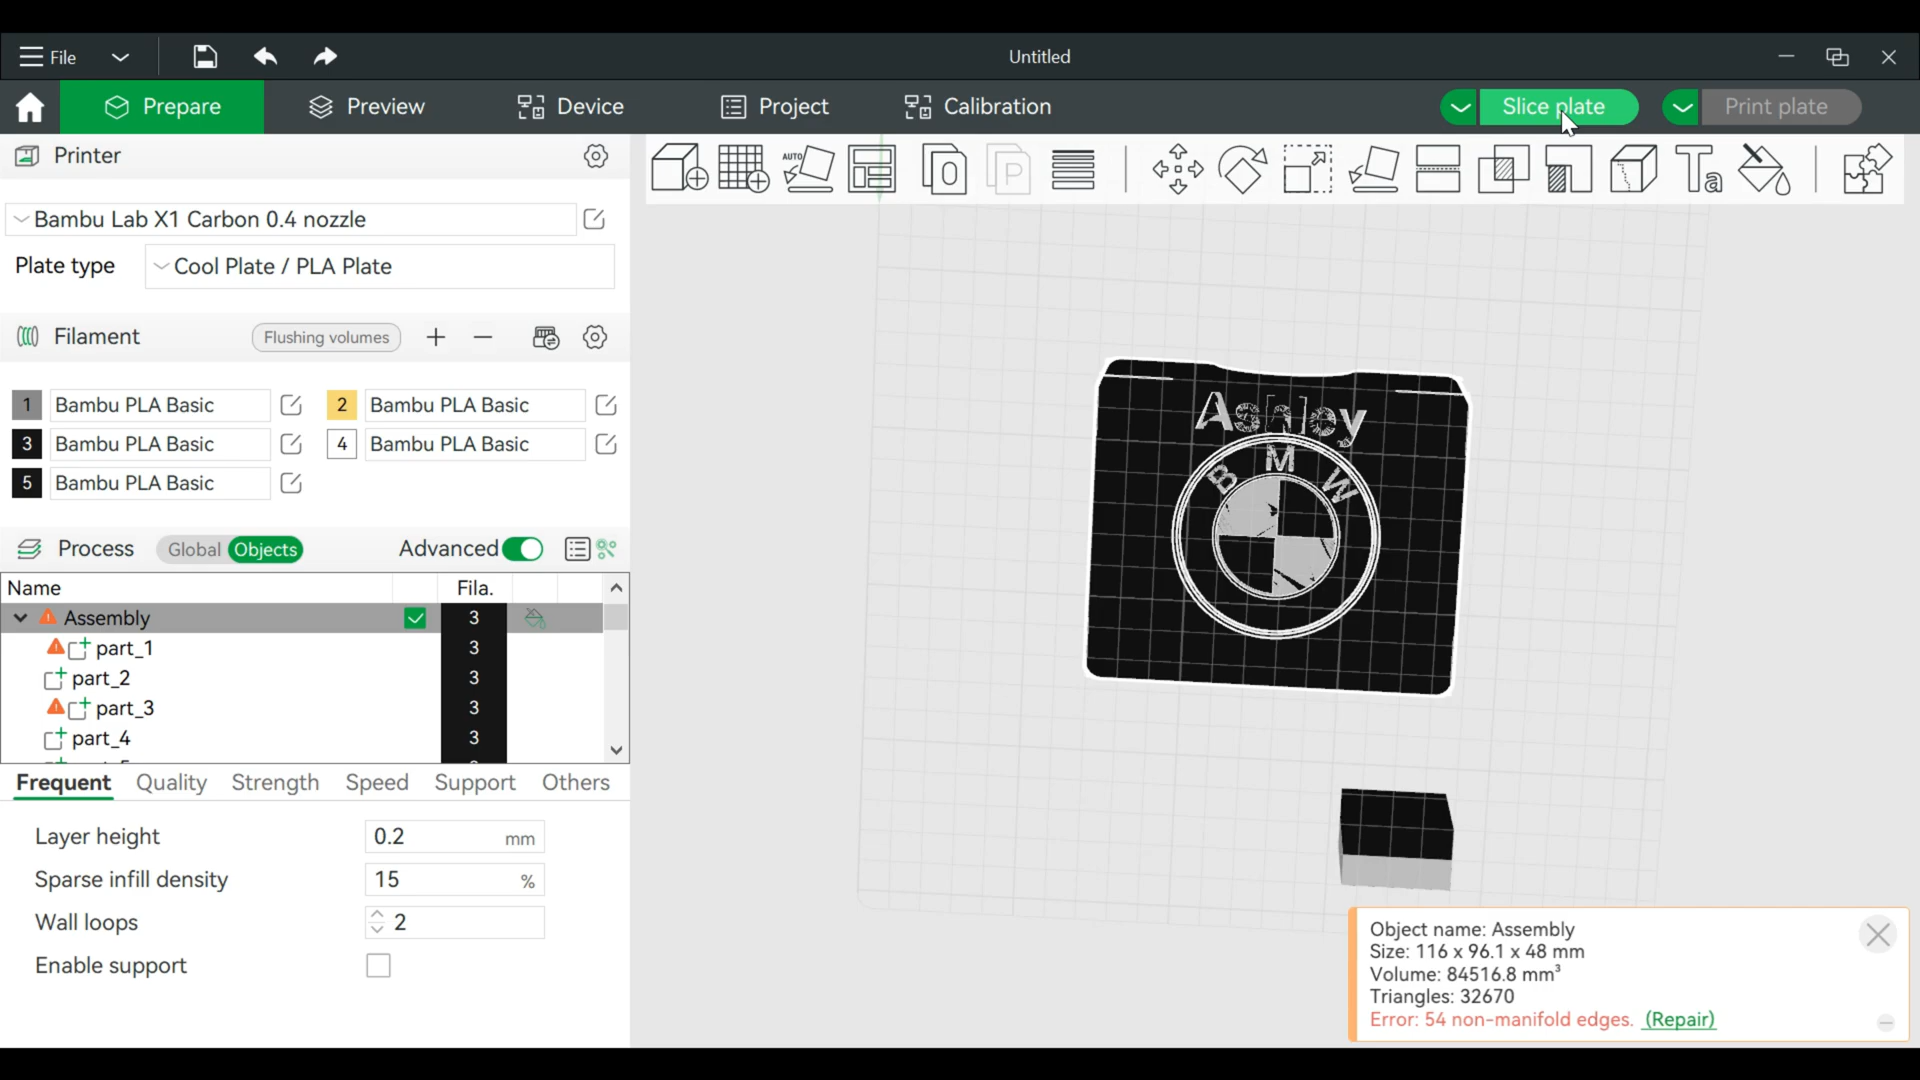 File
Untitled
Prepare
Preview
Device
Project
Calibration
Slice plate
Print plate
Printer
AUTO
O
P
Ta
Bambu Lab X1 Carbon 0.4 nozzle
Plate type
Cool Plate / PLA Plate
Filament
Flushing volumes
1 Bambu PLA Basic
2 Bambu PLA Basic
3 Bambu PLA Basic
4 Bambu PLA Basic
5 Bambu PLA Basic
Ashley
B M W
Process
Global Objects
Advanced
Name
Fila.
Assembly 3
part_1 3
part_2 3
part_3 3
part_4 3
Frequent Quality Strength Speed Support Others
Layer height 0.2 mm
Sparse infill density 15 %
Wall loops 2
Enable support
Object name: Assembly
Size: 116 x 96.1 x 48 mm
Volume: 84516.8 mm³
Triangles: 32670
Error: 54 non-manifold edges. (Repair)